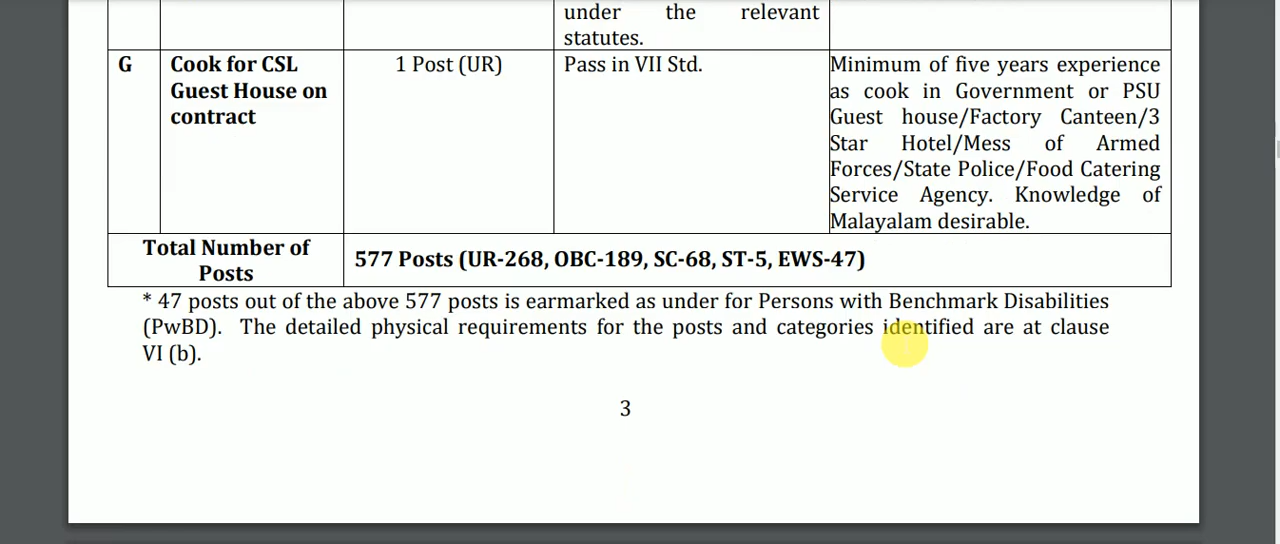 under the relevant
statutes.
G Cook for CSL 1 Post (UR) Pass in VII Std. Minimum of five years experience
Guest House on as cook in Government or PSU
contract Guest house/Factory Canteen/3
Star Hotel/Mess of Armed
Forces/State Police/Food Catering
Service Agency. Knowledge of
Malayalam desirable.
Total Number of
Posts 577 Posts (UR-268, OBC-189, SC-68, ST-5, EWS-47)
* 47 posts out of the above 577 posts is earmarked as under for Persons with Benchmark Disabilities
(PwBD). The detailed physical requirements for the posts and categories identified are at clause
VI (b).
3